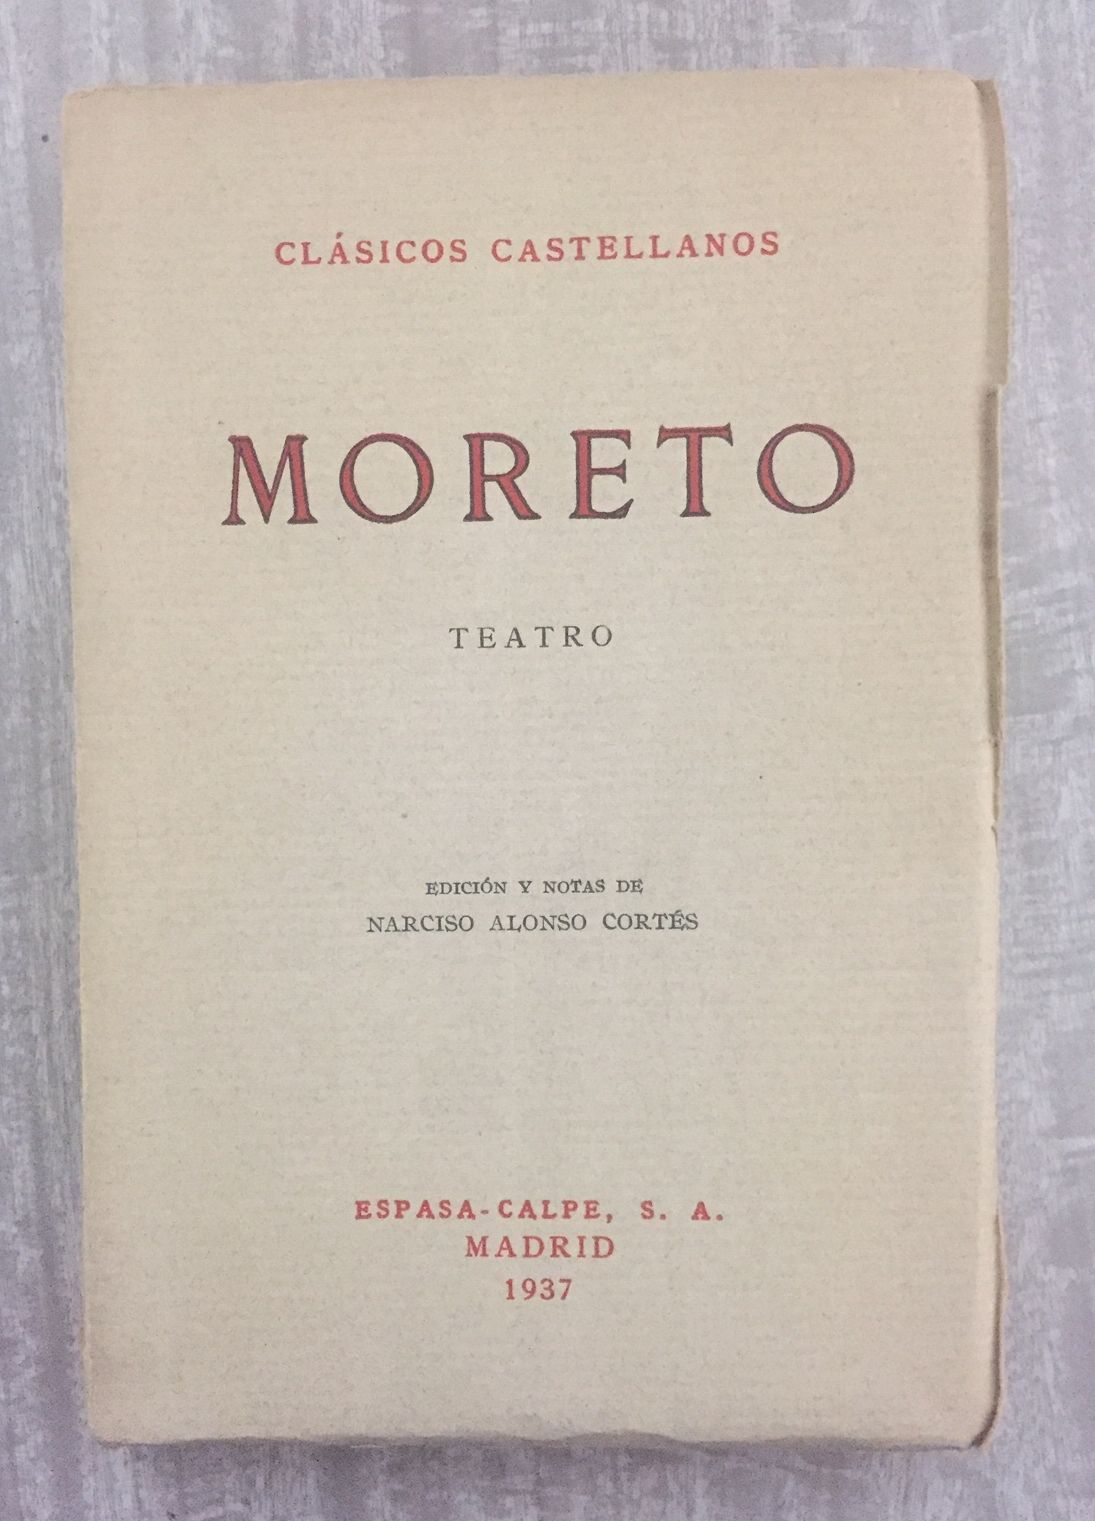 CLÁSICOS CASTELLANOS
MORETO
TEATRO
EDICIÓN Y NOTAS DE
NARCISO ALONSO CORTÉS
ESPASA-CALPE, S. A.
MADRID
1937